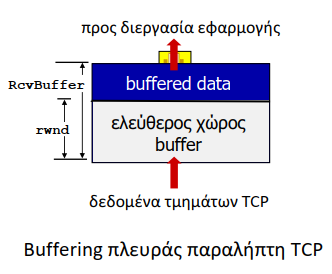 προς διεργασία εφαρμογής
RcvBuffer
buffered data
rwnd
ελεύθερος χώρος
buffer
δεδομένα τμημάτων TCP
Buffering πλευράς παραλήπτη TCP